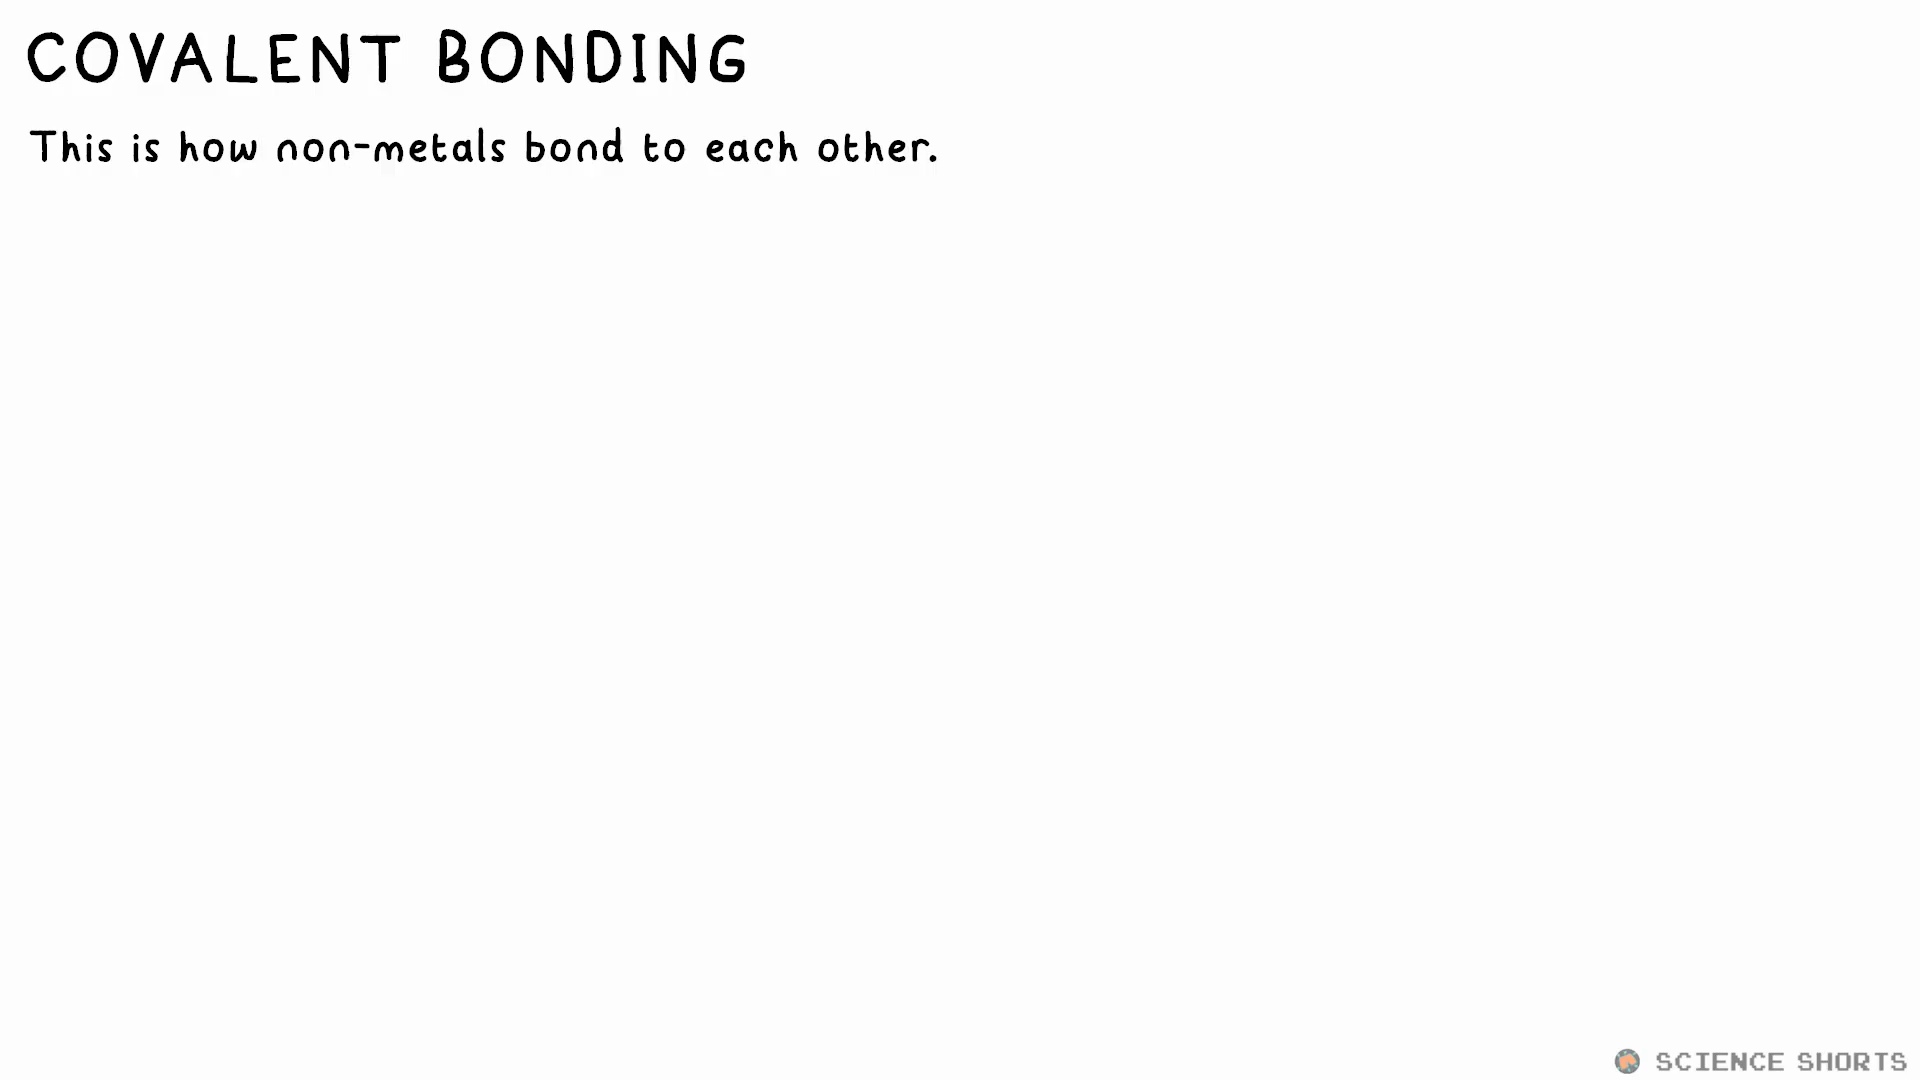 COVALENT BONDING
This is how non-metals bond to each other.
SCIENCE SHORTS